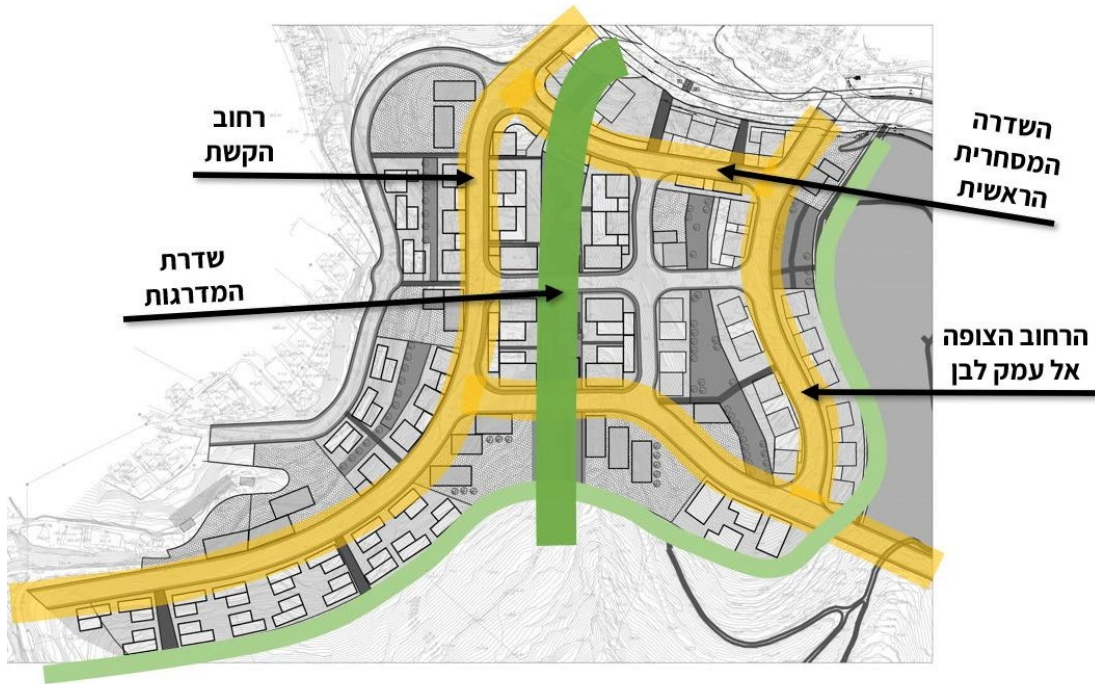 רחוב
הקשת
השדרה
המסחרית
הראשית
שדרת
המדרגות
הרחוב הצופה
אל עמק לבן